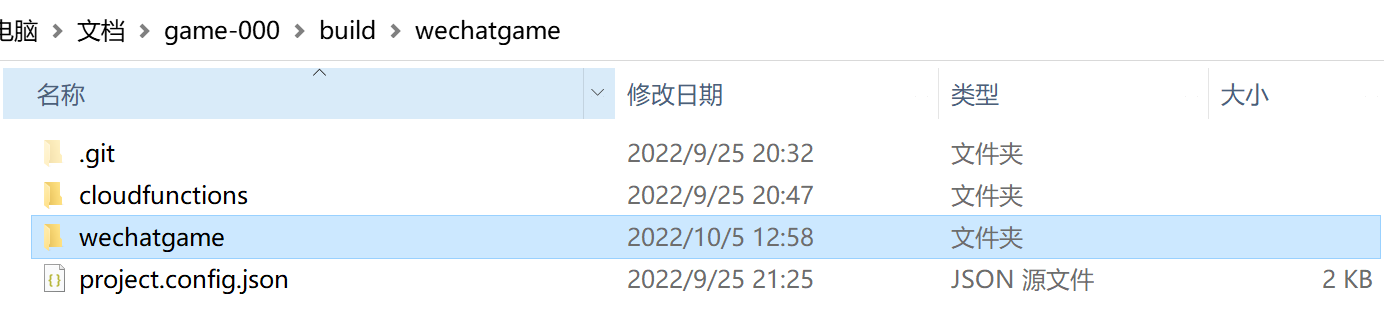 电脑 文档 game-000 build wechatgame
名称 修改日期 类型 大小
.git 2022/9/25 20:32 文件夹
cloudfunctions 2022/9/25 20:47 文件夹
wechatgame 2022/10/5 12:58 文件夹
project.config.json 2022/9/25 21:25 JSON 源文件 2 KB